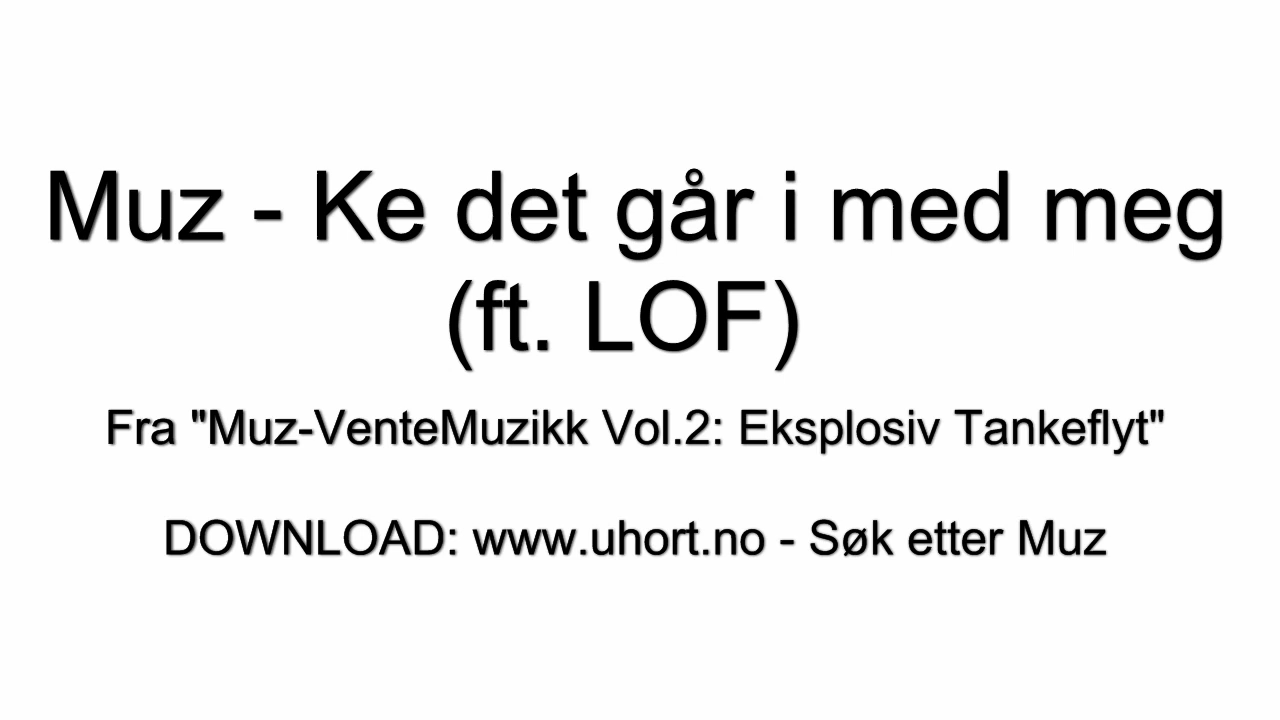 Muz - Ke det går i med meg
(ft. LOF)
Fra "Muz-VenteMuzikk Vol.2: Eksplosiv Tankeflyt"
DOWNLOAD: www.uhort.no - Søk etter Muz